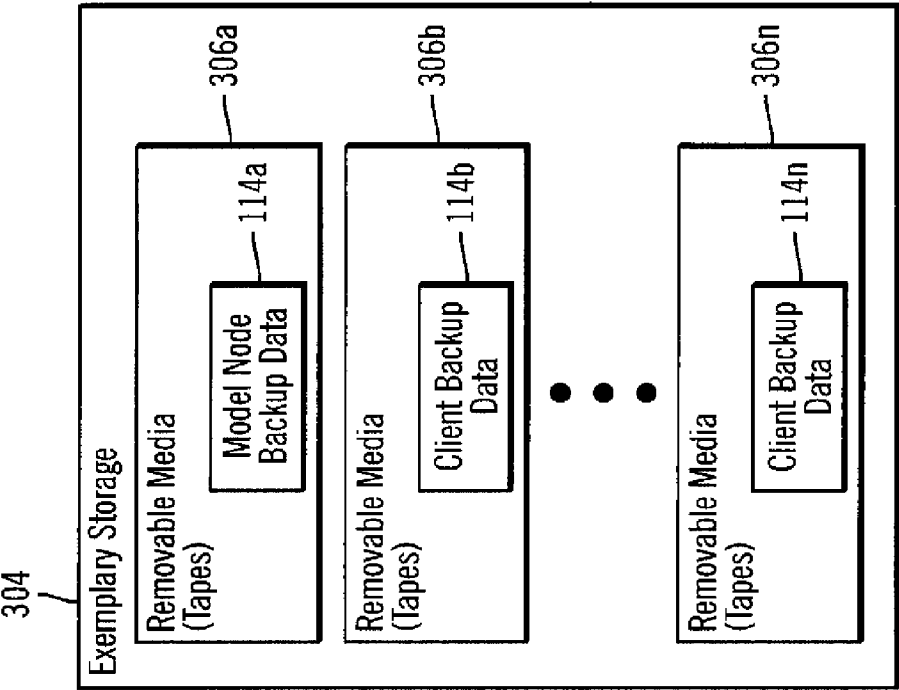 304
Exemplary Storage
306a
Removable Media
(Tapes)
114a
Model Node
Backup Data
306b
Removable Media
(Tapes)
114b
Client Backup
Data
306n
Removable Media
(Tapes)
114n
Client Backup
Data